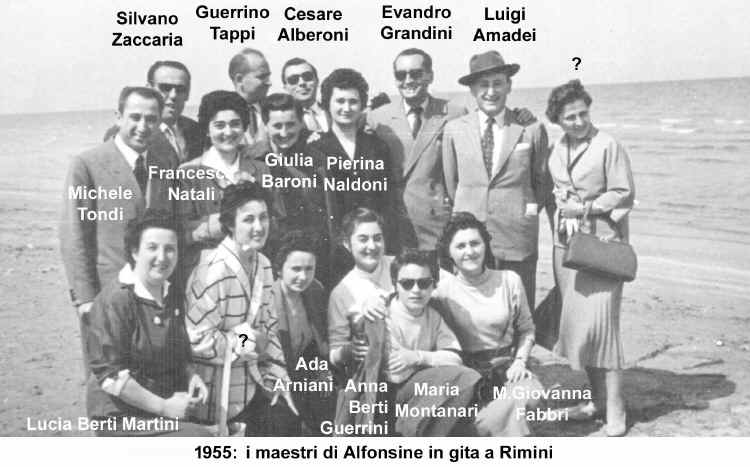 Silvano
Zaccaria
Guerrino
Tappi
Cesare
Alberoni
Evandro
Grandini
Luigi
Amadei
?
Michele
Tondi
Francesca
Natali
Giulia
Baroni
Pierina
Naldoni
?
Lucia Berti Martini
Ada
Arniani
Anna
Berti
Guerrini
Maria
Montanari
M.Giovanna
Fabbri
1955: i maestri di Alfonsine in gita a Rimini